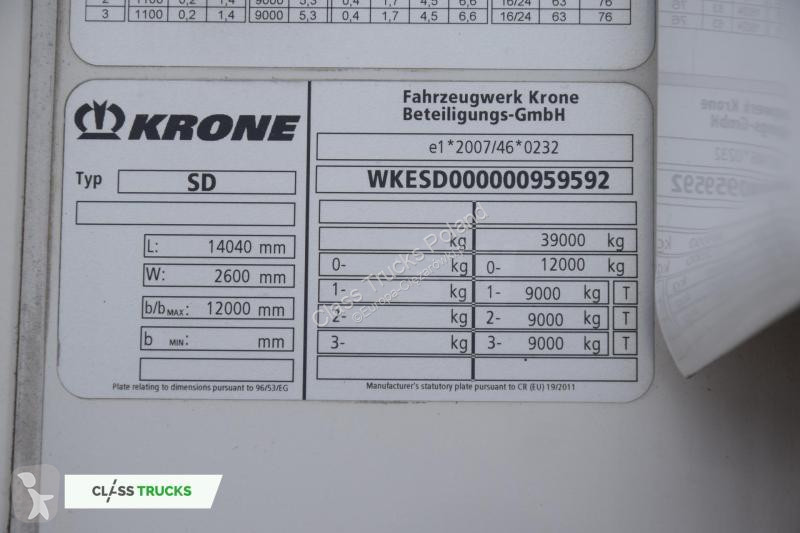 3 1100 0,2 1,4 9000 5,3 0,4 1,7 4,5 6,6 16/24 63 76
KRONE
Fahrzeugwerk Krone
Beteiligungs-GmbH
e1*2007/46*0232
Typ SD
WKESD000000959592
L: 14040 mm
W: 2600 mm
b/bMAX: 12000 mm
b MIN: mm
kg 39000 kg
0- kg 0- 12000 kg
1- kg 1- 9000 kg T
2- kg 2- 9000 kg T
3- kg 3- 9000 kg T
Plate relating to dimensions pursuant to 96/53/EG
Manufacturer's statutory plate pursuant to CR (EU) 19/2011
Class Trucks Poland
CLASS TRUCKS